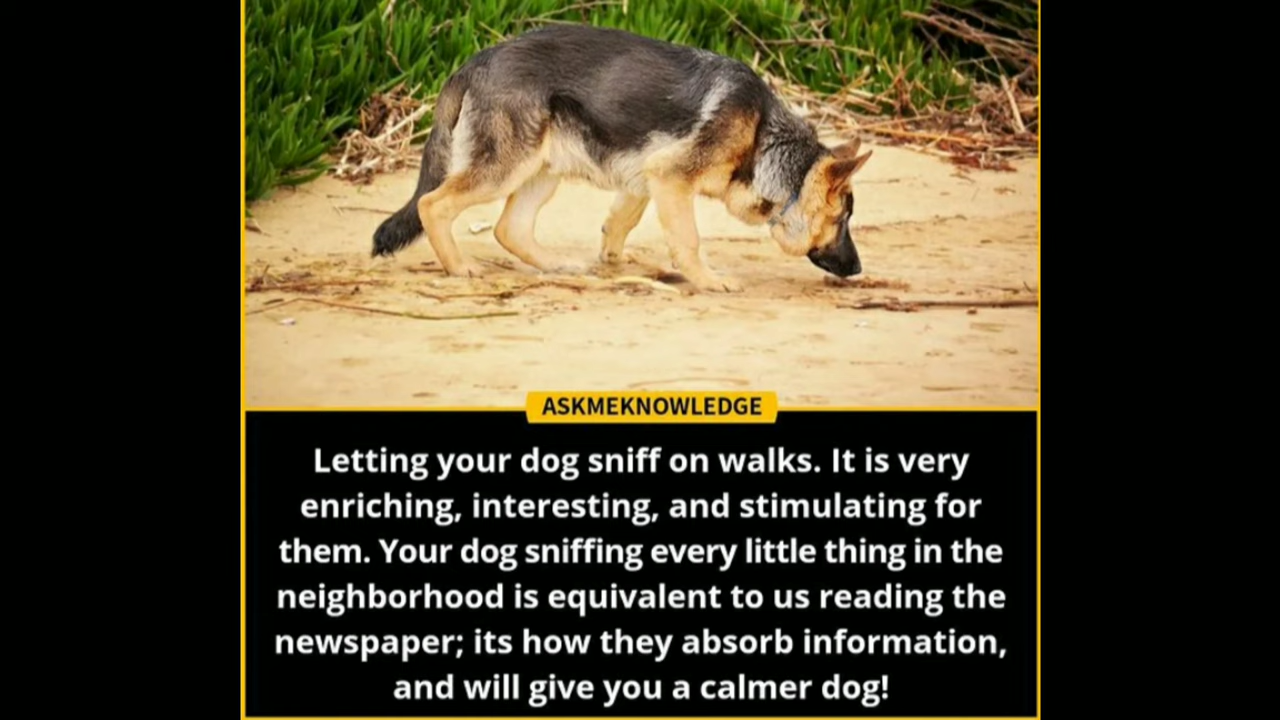 ASKMEKNOWLEDGE
Letting your dog sniff on walks. It is very
enriching, interesting, and stimulating for
them. Your dog sniffing every little thing in the
neighborhood is equivalent to us reading the
newspaper; its how they absorb information,
and will give you a calmer dog!